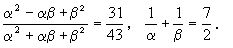 (α² − αβ + β²)/(α² + αβ + β²) = 31/43, 1/α + 1/β = 7/2.